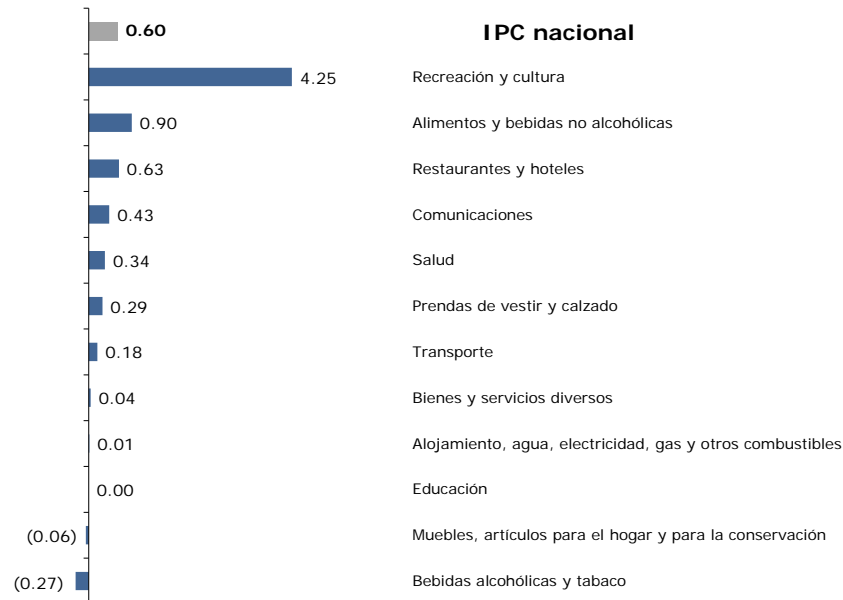 0.60 IPC nacional
4.25 Recreación y cultura
0.90 Alimentos y bebidas no alcohólicas
0.63 Restaurantes y hoteles
0.43 Comunicaciones
0.34 Salud
0.29 Prendas de vestir y calzado
0.18 Transporte
0.04 Bienes y servicios diversos
0.01 Alojamiento, agua, electricidad, gas y otros combustibles
0.00 Educación
(0.06) Muebles, artículos para el hogar y para la conservación
(0.27) Bebidas alcohólicas y tabaco